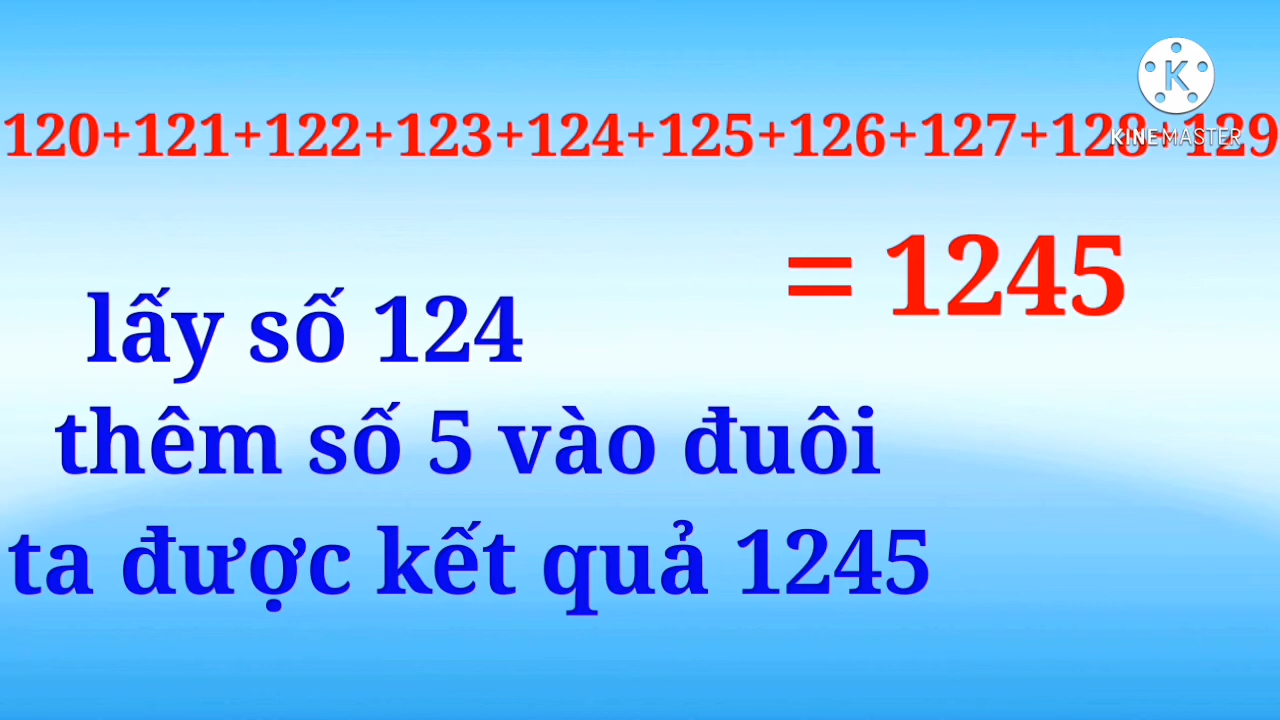 120+121+122+123+124+125+126+127+128+129
KINEMASTER
= 1245
lấy số 124
thêm số 5 vào đuôi
ta được kết quả 1245